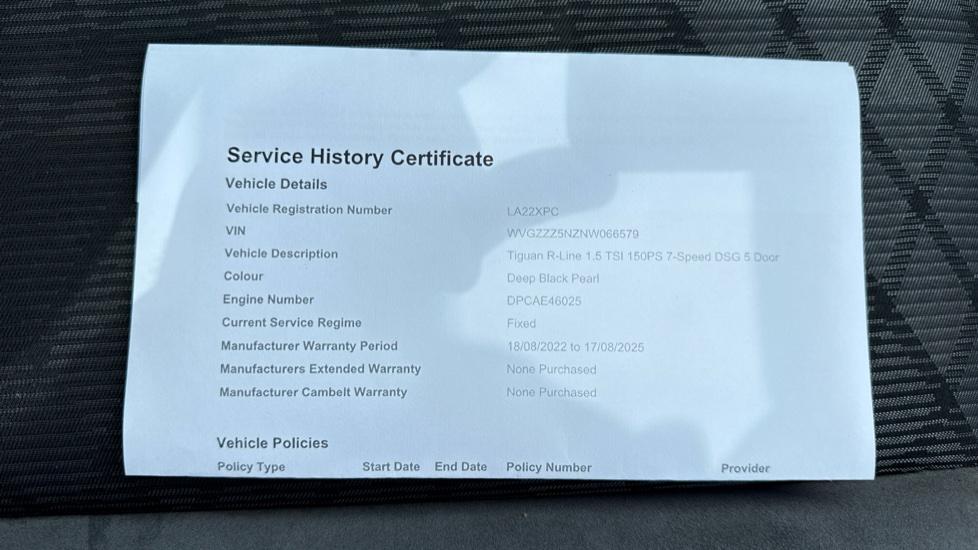 Service History Certificate
Vehicle Details
Vehicle Registration Number LA22XPC
VIN WVGZZZ5NZNW066579
Vehicle Description Tiguan R-Line 1.5 TSI 150PS 7-Speed DSG 5 Door
Colour Deep Black Pearl
Engine Number DPCAE46025
Current Service Regime Fixed
Manufacturer Warranty Period 18/08/2022 to 17/08/2025
Manufacturers Extended Warranty None Purchased
Manufacturer Cambelt Warranty None Purchased
Vehicle Policies
Policy Type Start Date End Date Policy Number Provider